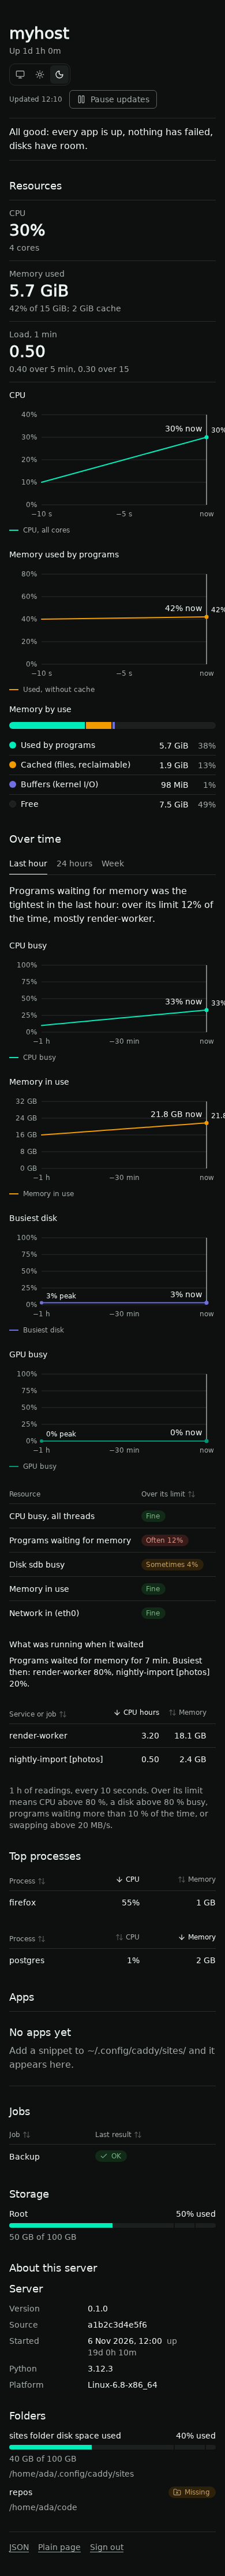 myhost
Up 1d 1h 0m
Updated 12:10
Pause updates
All good: every app is up, nothing has failed,
disks have room.
Resources
CPU
30%
4 cores
Memory used
5.7 GiB
42% of 15 GiB; 2 GiB cache
Load, 1 min
0.50
0.40 over 5 min, 0.30 over 15
CPU
40%
30% now
30%
30%
20%
10%
0%
−10 s −5 s now
CPU, all cores
Memory used by programs
80%
60%
42% now
42%
40%
20%
0%
−10 s −5 s now
Used, without cache
Memory by use
Used by programs 5.7 GiB 38%
Cached (files, reclaimable) 1.9 GiB 13%
Buffers (kernel I/O) 98 MiB 1%
Free 7.5 GiB 49%
Over time
Last hour 24 hours Week
Programs waiting for memory was the
tightest in the last hour: over its limit 12% of
the time, mostly render-worker.
CPU busy
100%
75%
50%
33% now
33%
25%
0%
−1 h −30 min now
CPU busy
Memory in use
32 GB
24 GB
21.8 GB now
21.8
16 GB
8 GB
0 GB
−1 h −30 min now
Memory in use
Busiest disk
100%
75%
50%
25%
3% peak 3% now
0%
−1 h −30 min now
Busiest disk
GPU busy
100%
75%
50%
25%
0% peak 0% now
0%
−1 h −30 min now
GPU busy
Resource Over its limit
CPU busy, all threads Fine
Programs waiting for memory Often 12%
Disk sdb busy Sometimes 4%
Memory in use Fine
Network in (eth0) Fine
What was running when it waited
Programs waited for memory for 7 min. Busiest
then: render-worker 80%, nightly-import [photos]
20%.
Service or job CPU hours Memory
render-worker 3.20 18.1 GB
nightly-import [photos] 0.50 2.4 GB
1 h of readings, every 10 seconds. Over its limit
means CPU above 80 %, a disk above 80 % busy,
programs waiting more than 10 % of the time, or
swapping above 20 MB/s.
Top processes
Process CPU Memory
firefox 55% 1 GB
Process CPU Memory
postgres 1% 2 GB
Apps
No apps yet
Add a snippet to ~/.config/caddy/sites/ and it
appears here.
Jobs
Job Last result
Backup OK
Storage
Root 50% used
50 GB of 100 GB
About this server
Server
Version 0.1.0
Source a1b2c3d4e5f6
Started 6 Nov 2026, 12:00 up
19d 0h 10m
Python 3.12.3
Platform Linux-6.8-x86_64
Folders
sites folder disk space used 40% used
40 GB of 100 GB
/home/ada/.config/caddy/sites
repos Missing
/home/ada/code
JSON Plain page Sign out